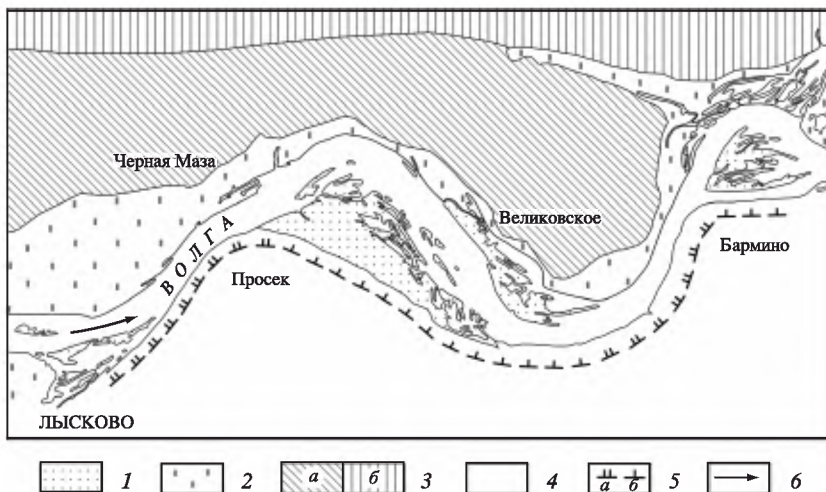 Черная Маза
Великовское
ВОЛГА
Просек
Бармино
ЛЫСКОВО
1 2 а б 3 4 а б 5 6